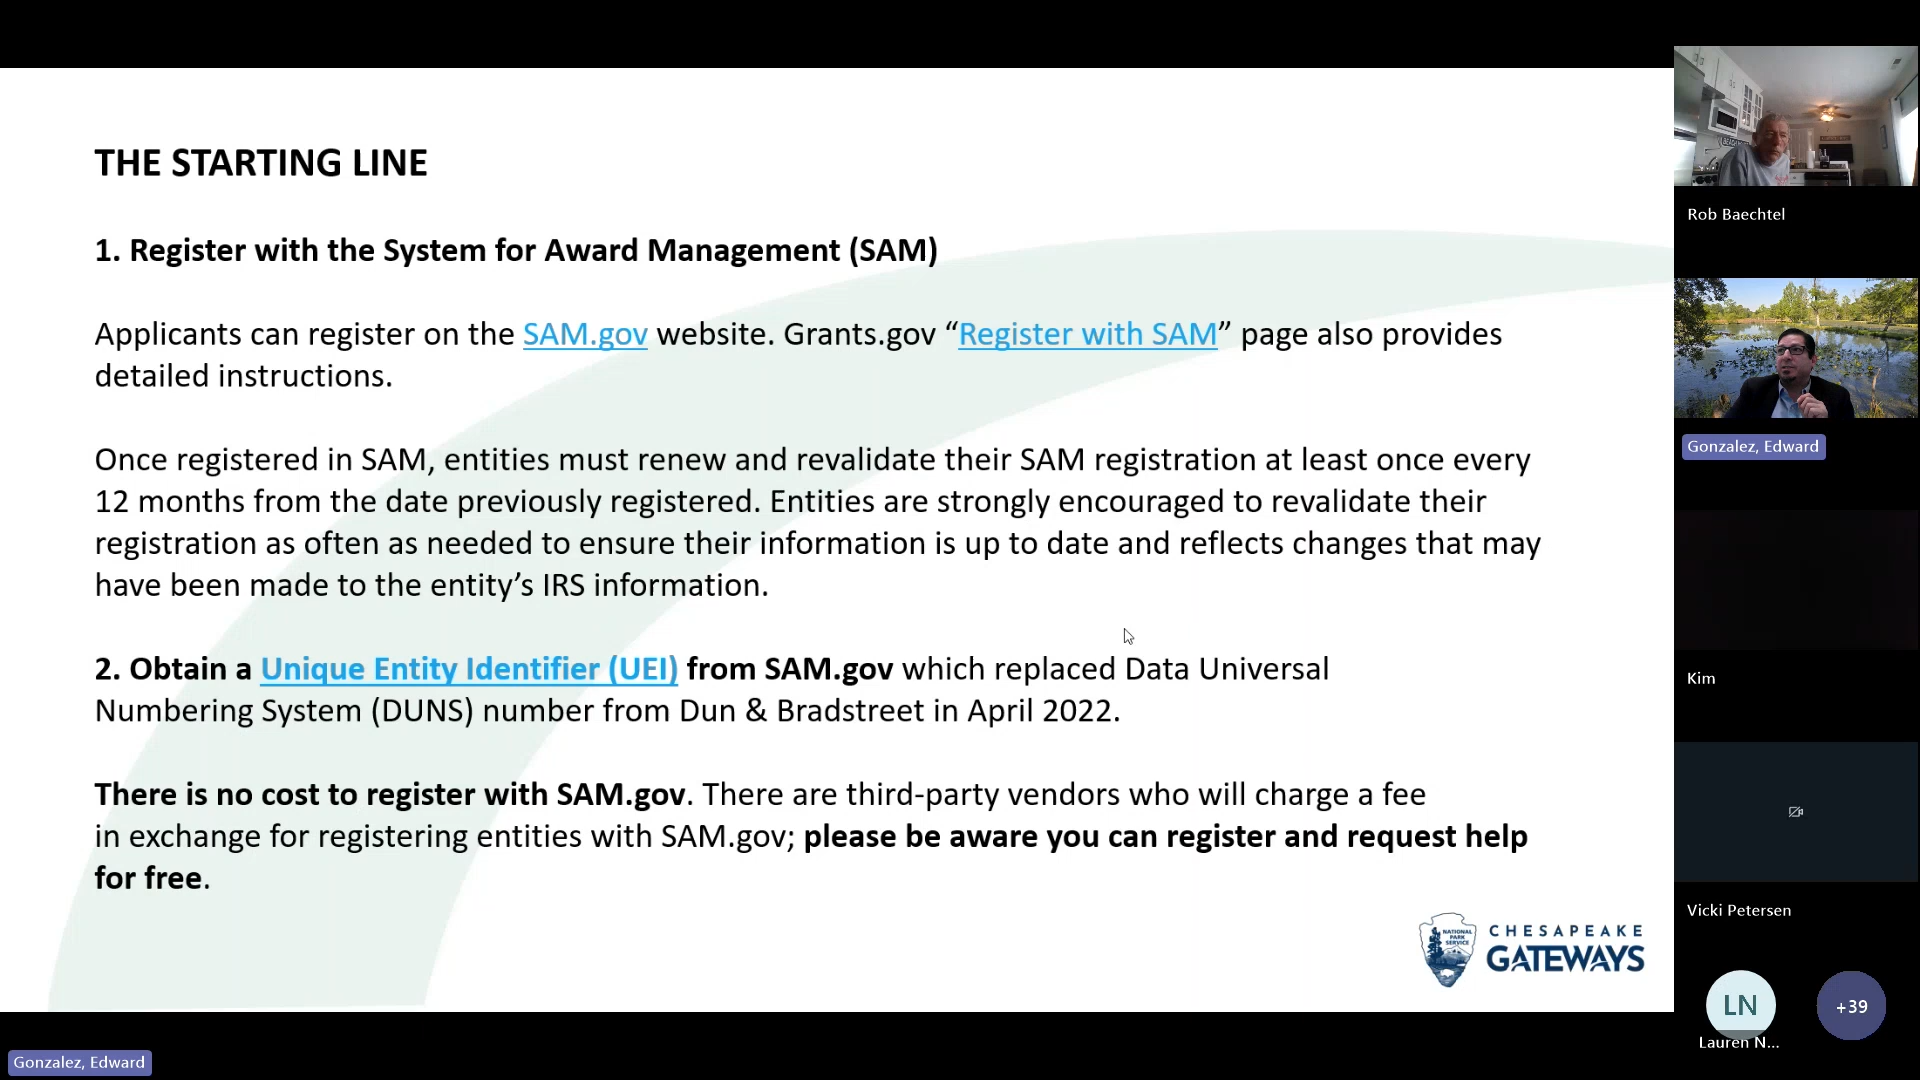 THE STARTING LINE
1. Register with the System for Award Management (SAM)
Applicants can register on the SAM.gov website. Grants.gov “Register with SAM” page also provides
detailed instructions.
Once registered in SAM, entities must renew and revalidate their SAM registration at least once every
12 months from the date previously registered. Entities are strongly encouraged to revalidate their
registration as often as needed to ensure their information is up to date and reflects changes that may
have been made to the entity’s IRS information.
2. Obtain a Unique Entity Identifier (UEI) from SAM.gov which replaced Data Universal
Numbering System (DUNS) number from Dun & Bradstreet in April 2022.
There is no cost to register with SAM.gov. There are third-party vendors who will charge a fee
in exchange for registering entities with SAM.gov; please be aware you can register and request help
for free.
NATIONAL
PARK
SERVICE
CHESAPEAKE
GATEWAYS
Rob Baechtel
Gonzalez, Edward
Kim
Vicki Petersen
LN
+39
Lauren N...
Gonzalez, Edward